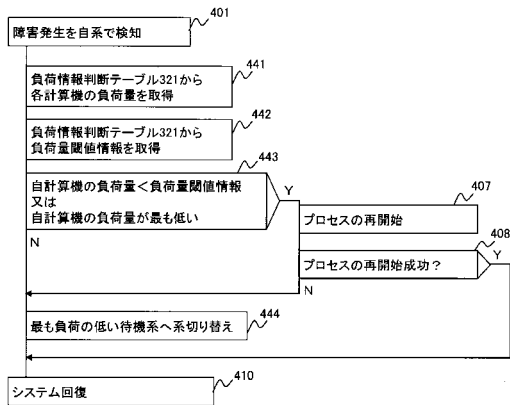 401
障害発生を自系で検知
441
負荷情報判断テーブル321から
各計算機の負荷量を取得
442
負荷情報判断テーブル321から
負荷量閾値情報を取得
443
自計算機の負荷量＜負荷量閾値情報
又は
自計算機の負荷量が最も低い
Y
N
407
プロセスの再開始
408
プロセスの再開始成功？
Y
N
444
最も負荷の低い待機系へ系切り替え
410
システム回復